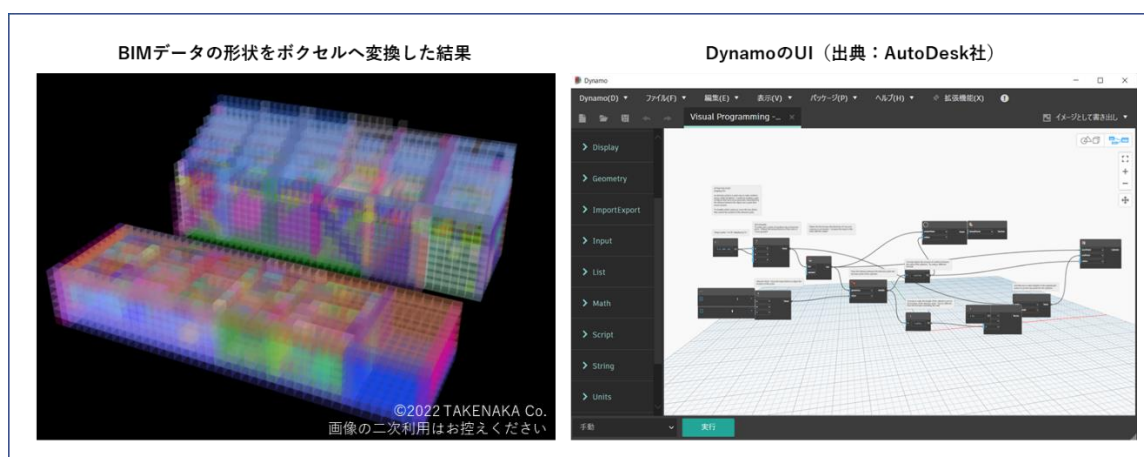 BIMデータの形状をボクセルへ変換した結果
©2022 TAKENAKA Co.
画像の二次利用はお控えください
DynamoのUI（出典：AutoDesk社）
Dynamo
Dynamo(D) ファイル(F) 編集(E) 表示(V) パッケージ(P) ヘルプ(H) 拡張機能(X)
Visual Programming -... ×
イメージとして書き出し
Display
Geometry
ImportExport
Input
List
Math
Script
String
Units
手動
実行